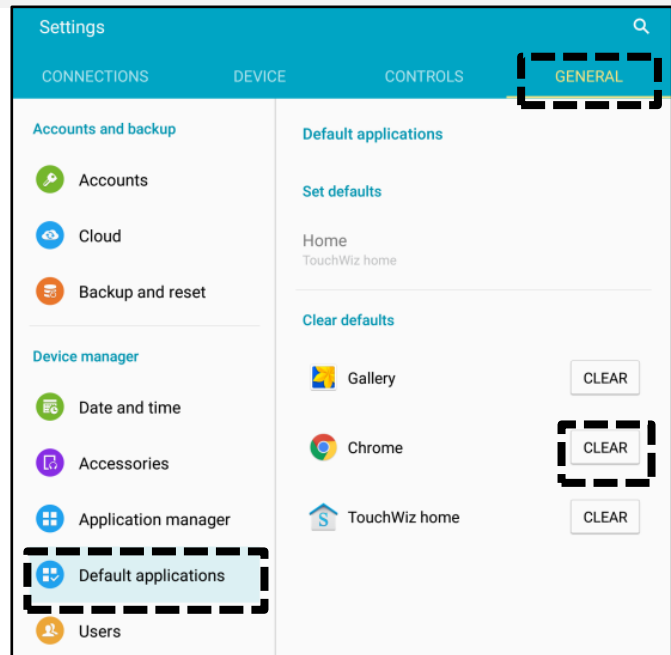 Settings
CONNECTIONS
DEVICE
CONTROLS
GENERAL
Accounts and backup
Accounts
Cloud
Backup and reset
Device manager
Date and time
Accessories
Application manager
Default applications
Users
Default applications
Set defaults
Home
TouchWiz home
Clear defaults
Gallery
CLEAR
Chrome
CLEAR
S
TouchWiz home
CLEAR